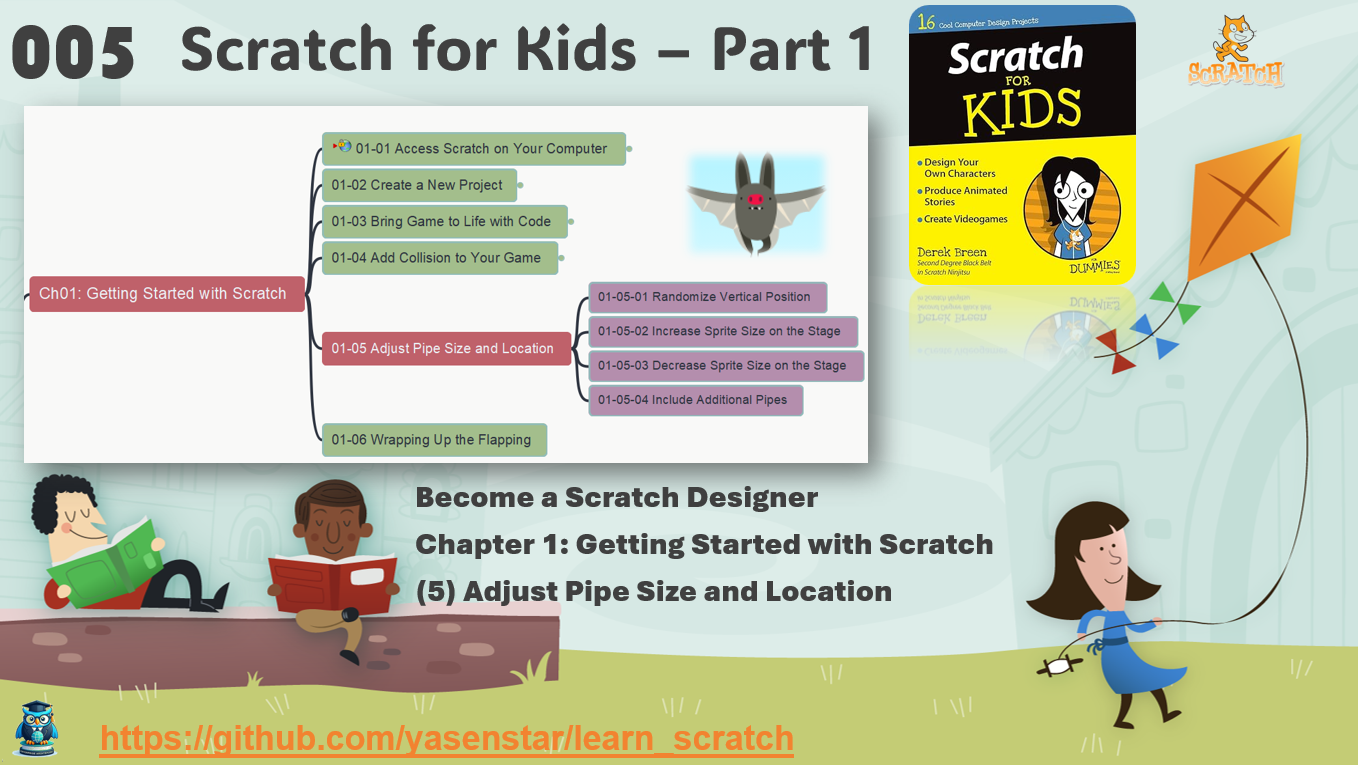 005 Scratch for Kids – Part 1
16 Cool Computer Design Projects
Scratch
FOR
KIDS
Design Your
Own Characters
Produce Animated
Stories
Create Videogames
Derek Breen
Second Degree Black Belt
in Scratch Ninjitsu
DUMMIES
SCRATCH
Ch01: Getting Started with Scratch
01-01 Access Scratch on Your Computer
01-02 Create a New Project
01-03 Bring Game to Life with Code
01-04 Add Collision to Your Game
01-05 Adjust Pipe Size and Location
01-05-01 Randomize Vertical Position
01-05-02 Increase Sprite Size on the Stage
01-05-03 Decrease Sprite Size on the Stage
01-05-04 Include Additional Pipes
01-06 Wrapping Up the Flapping
Become a Scratch Designer
Chapter 1: Getting Started with Scratch
(5) Adjust Pipe Size and Location
https://github.com/yasenstar/learn_scratch